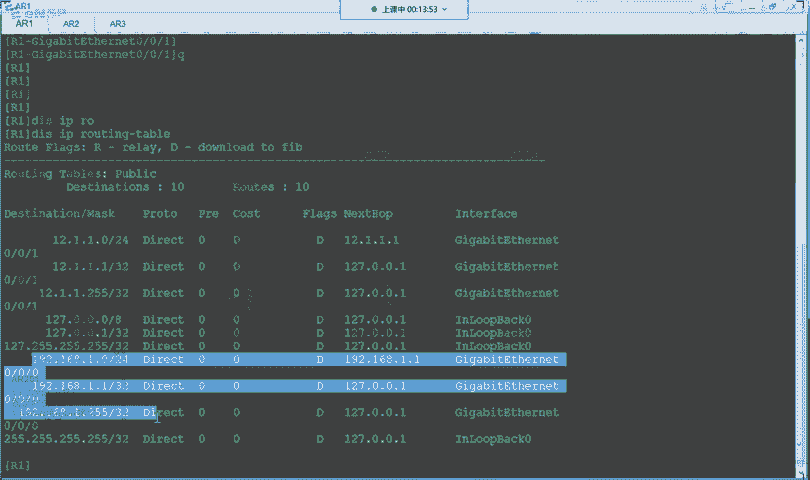 AR1
上课中 00:13:53
AR1 AR2 AR3
[R1-GigabitEthernet0/0/1]
[R1-GigabitEthernet0/0/1]q
[R1]
[R1]
[R1]
[R1]
[R1]dis ip ro
[R1]dis ip routing-table
Route Flags: R - relay, D - download to fib
------------------------------------------------------------------------------
Routing Tables: Public
Destinations : 10 Routes : 10
Destination/Mask Proto Pre Cost Flags NextHop Interface
12.1.1.0/24 Direct 0 0 D 12.1.1.1 GigabitEthernet
0/0/1
12.1.1.1/32 Direct 0 0 D 127.0.0.1 GigabitEthernet
0/0/1
12.1.1.255/32 Direct 0 0 D 127.0.0.1 GigabitEthernet
0/0/1
127.0.0.0/8 Direct 0 0 D 127.0.0.1 InLoopBack0
127.0.0.1/32 Direct 0 0 D 127.0.0.1 InLoopBack0
127.255.255.255/32 Direct 0 0 D 127.0.0.1 InLoopBack0
192.168.1.0/24 Direct 0 0 D 192.168.1.1 GigabitEthernet
0/0/0
192.168.1.1/32 Direct 0 0 D 127.0.0.1 GigabitEthernet
0/0/0
192.168.1.255/32 Direct 0 0 D 127.0.0.1 GigabitEthernet
0/0/0
255.255.255.255/32 Direct 0 0 D 127.0.0.1 InLoopBack0
[R1]